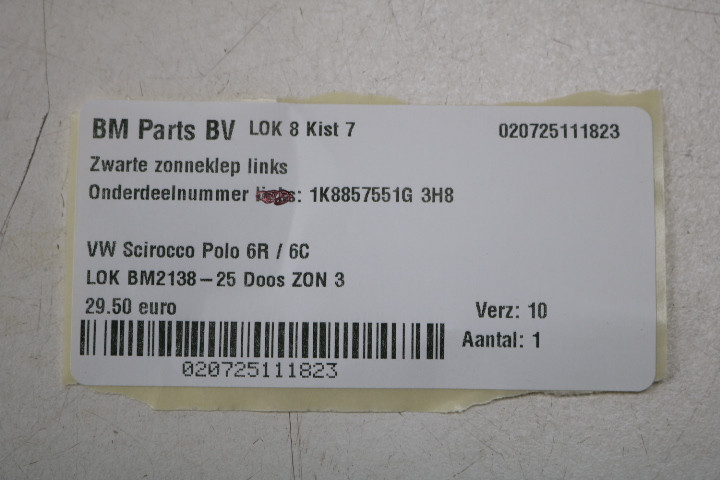 BM Parts BV LOK 8 Kist 7 020725111823
Zwarte zonneklep links
Onderdeelnummer : 1K8857551G 3H8
VW Scirocco Polo 6R / 6C
LOK BM2138-25 Doos ZON 3
29.50 euro Verz: 10
Aantal: 1
020725111823